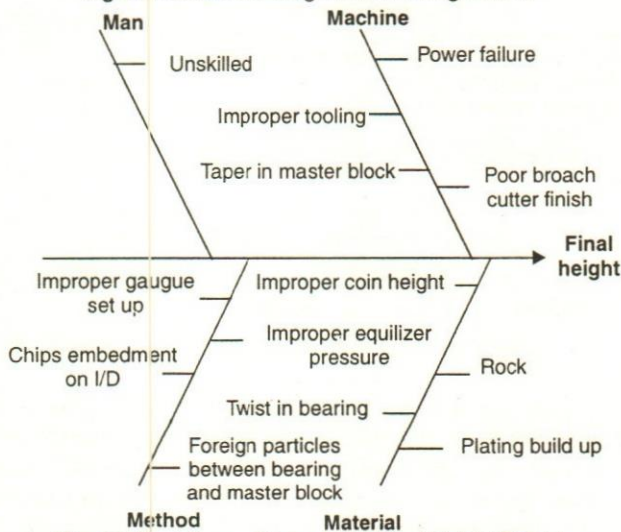 Man
Machine
Unskilled
Power failure
Improper tooling
Taper in master block
Poor broach
cutter finish
Final
height
Improper gaugue
set up
Improper coin height
Improper equilizer
pressure
Chips embedment
on I/D
Rock
Twist in bearing
Foreign particles
between bearing
and master block
Plating build up
Method
Material